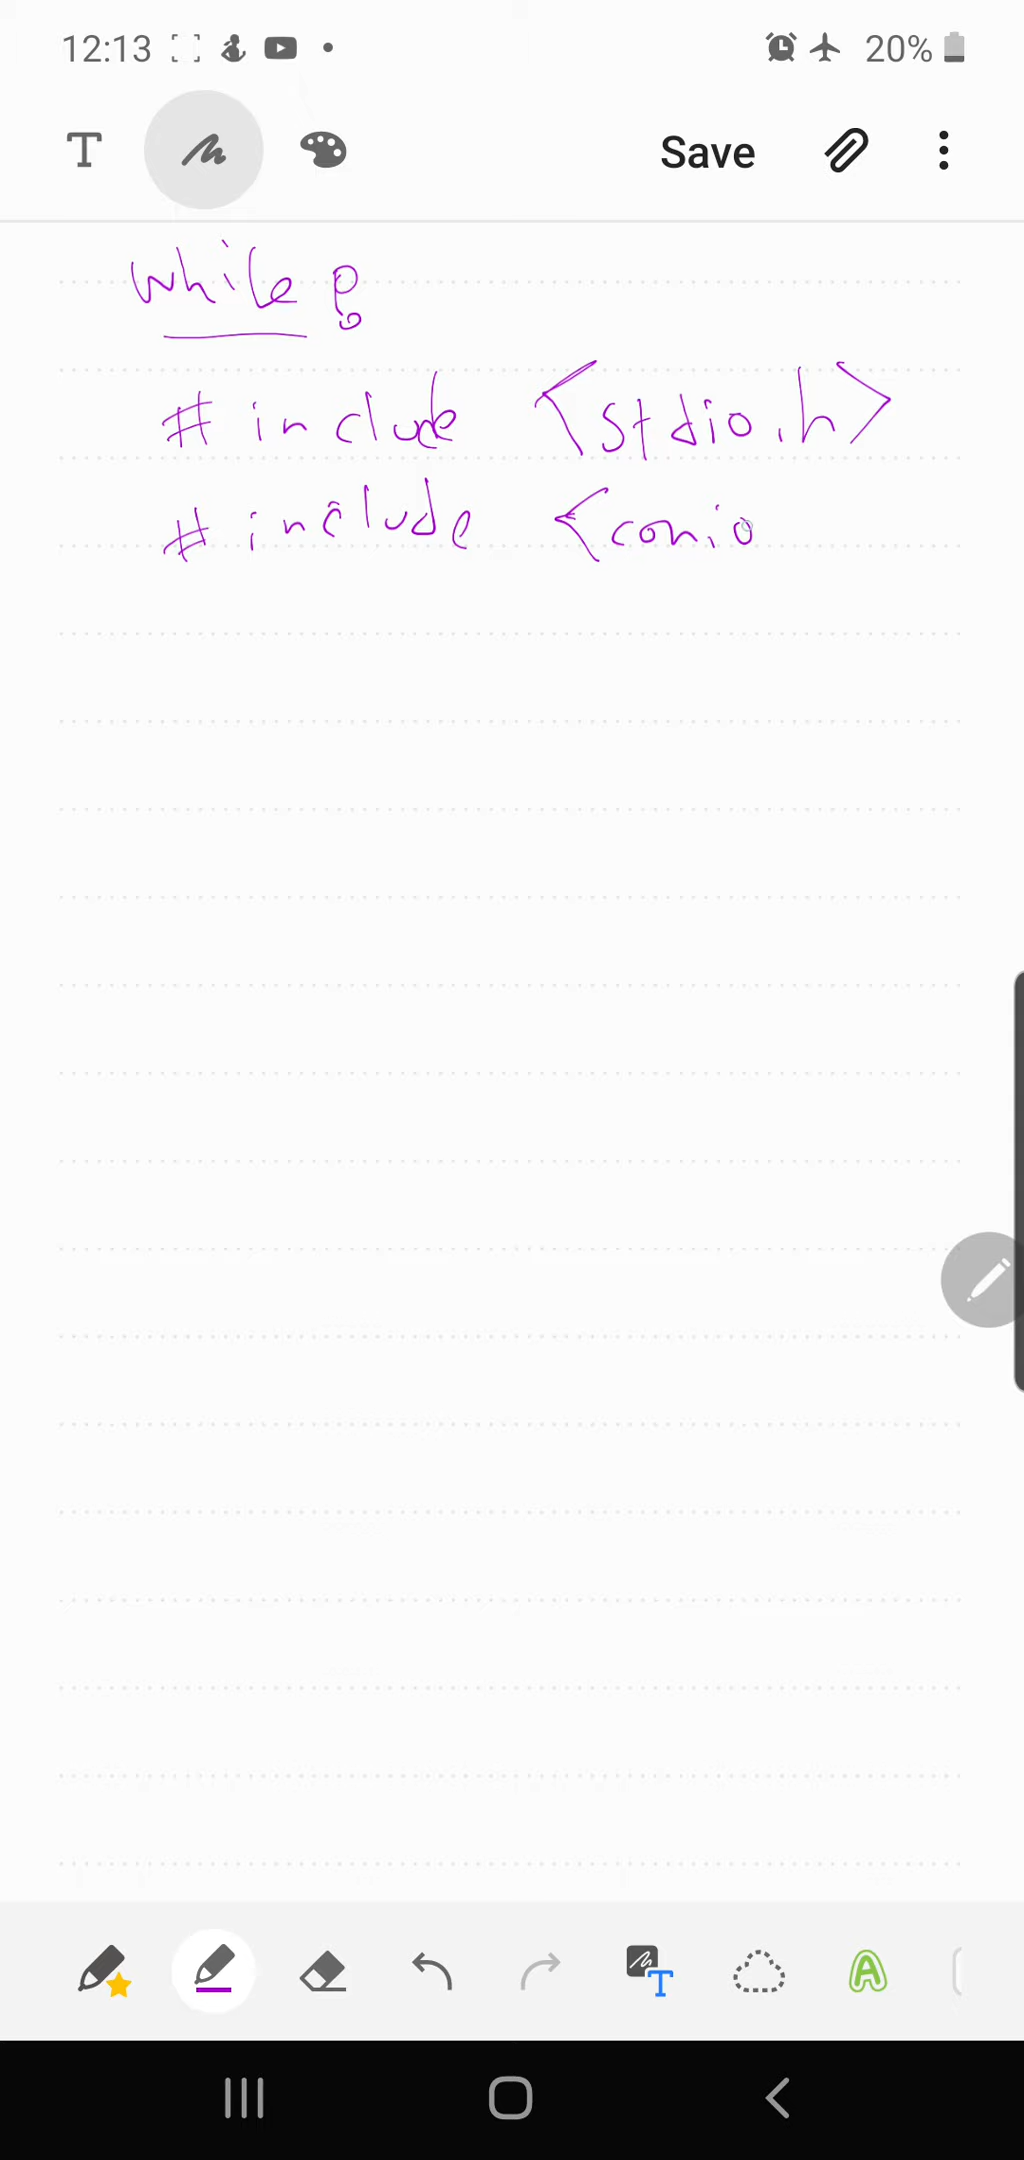 12:13 20%
T Save
while
# include <stdio.h>
# include <conio
T A